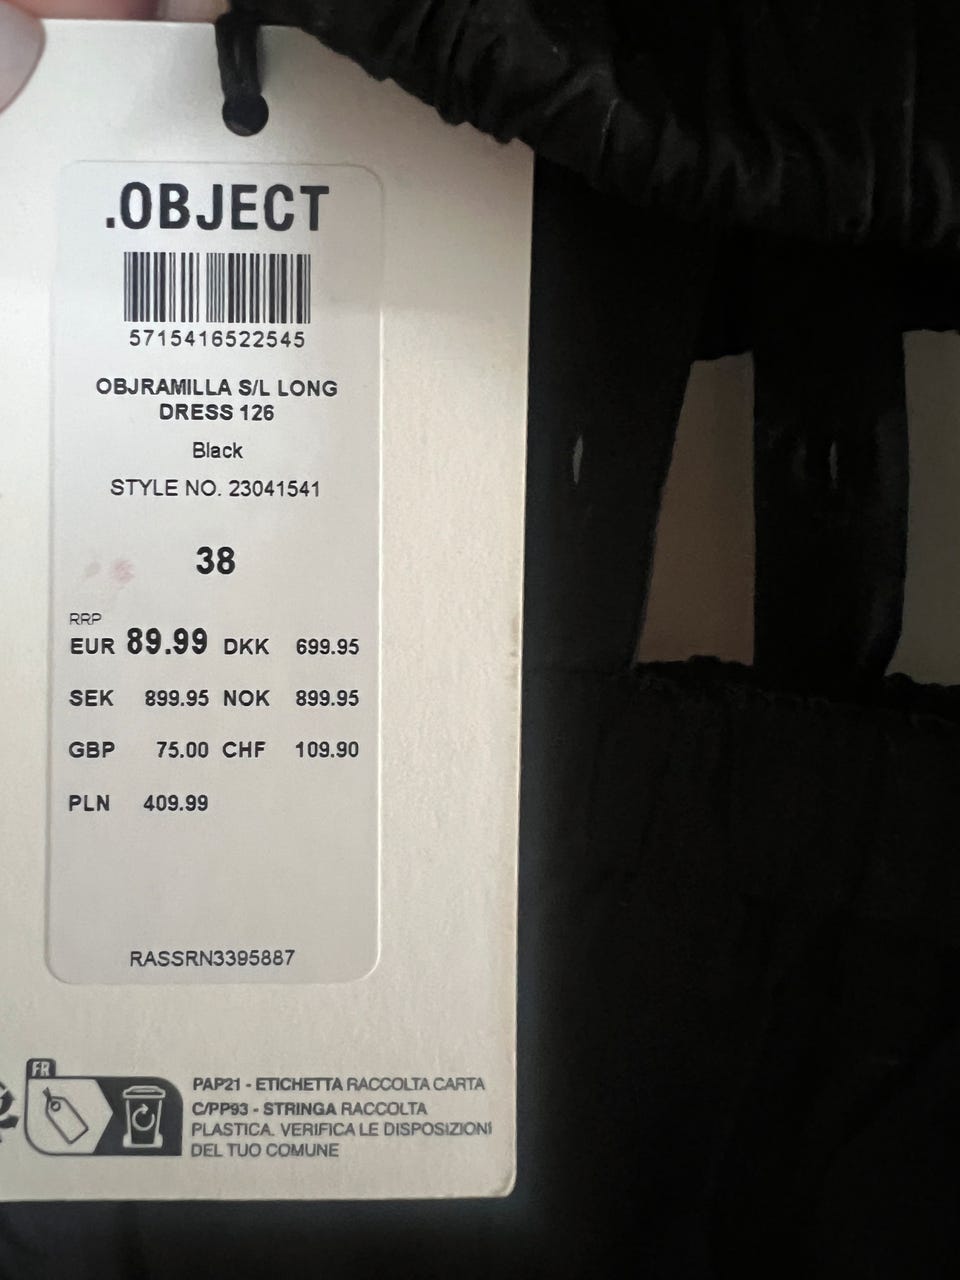 .OBJECT
5715416522545
OBJRAMILLA S/L LONG
DRESS 126
Black
STYLE NO. 23041541
38
RRP
EUR 89.99 DKK 699.95
SEK 899.95 NOK 899.95
GBP 75.00 CHF 109.90
PLN 409.99
RASSRN3395887
FR
PAP21 - ETICHETTA RACCOLTA CARTA
C/PP93 - STRINGA RACCOLTA
PLASTICA. VERIFICA LE DISPOSIZIONI
DEL TUO COMUNE